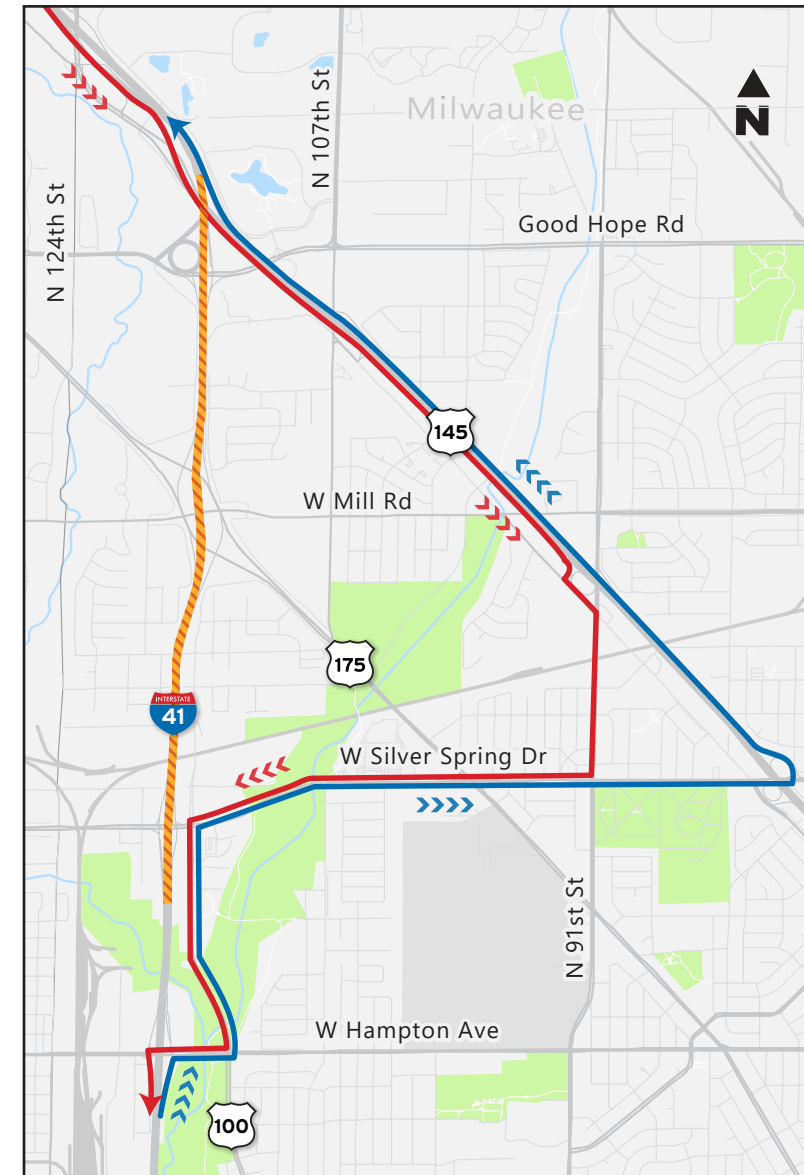 N 107th St
Milwaukee
N
N 124th St
Good Hope Rd
145
W Mill Rd
175
INTERSTATE
41
W Silver Spring Dr
N 91st St
W Hampton Ave
100